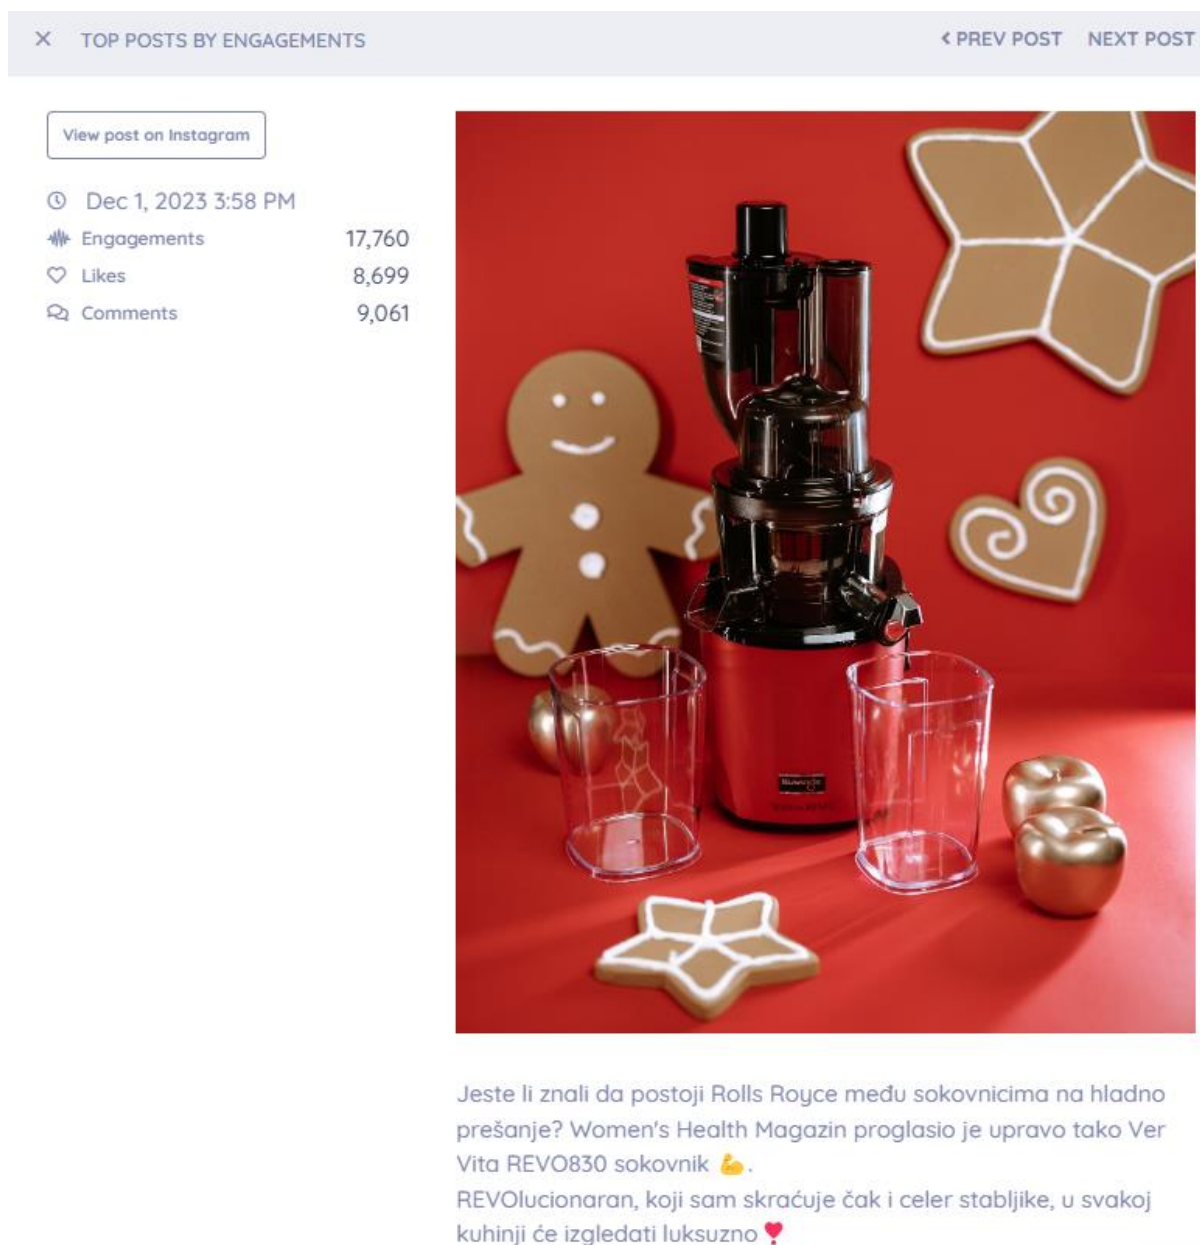 TOP POSTS BY ENGAGEMENTS
PREV POST
NEXT POST
View post on Instagram
Dec 1, 2023 3:58 PM
Engagements 17,760
Likes 8,699
Comments 9,061
Jeste li znali da postoji Rolls Royce među sokovnicima na hladno
prešanje? Women's Health Magazin proglasio je upravo tako Ver
Vita REVO830 sokovnik 💪.
REVOlucionaran, koji sam skraćuje čak i celer stabljike, u svakoj
kuhinji će izgledati luksuzno❣️